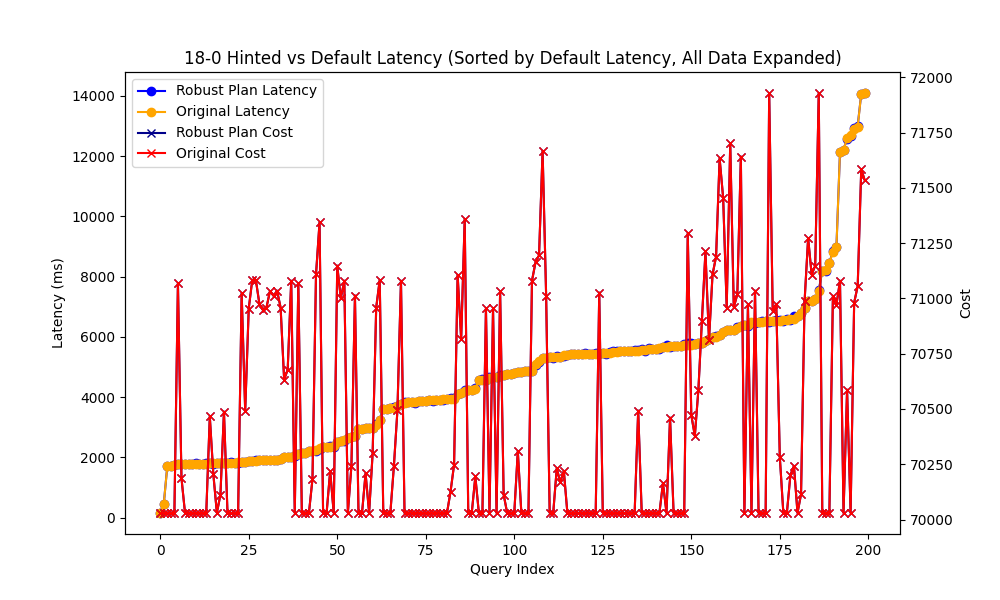 18-0 Hinted vs Default Latency (Sorted by Default Latency, All Data Expanded)
Robust Plan Latency
Original Latency
Robust Plan Cost
Original Cost
Latency (ms)
14000
12000
10000
8000
6000
4000
2000
0
72000
71750
71500
71250
71000
70750
70500
70250
70000
Cost
0 25 50 75 100 125 150 175 200
Query Index